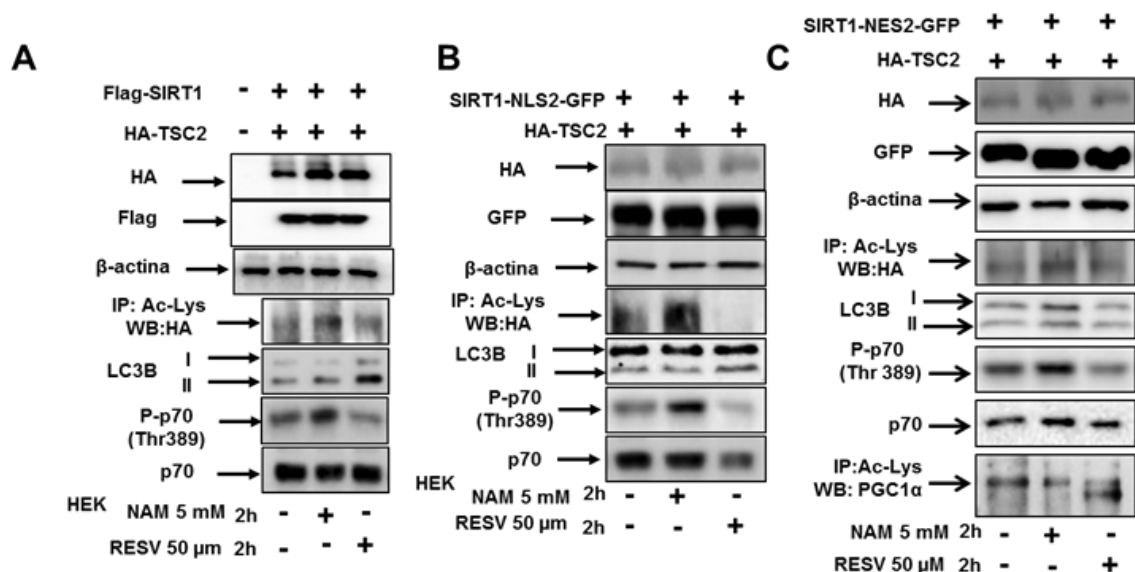 A
Flag-SIRT1 - + + +
HA-TSC2 - + + +
HA
Flag
β-actina
IP: Ac-Lys
WB:HA
LC3B I
II
P-p70
(Thr389)
p70
HEK
NAM 5 mM 2h - + -
RESV 50 µm 2h - - +
B
SIRT1-NLS2-GFP + + +
HA-TSC2 + + +
HA
GFP
β-actina
IP: Ac-Lys
WB:HA
LC3B I
II
P-p70
(Thr389)
p70
HEK
NAM 5 mM 2h - + -
RESV 50 µm 2h - - +
C
SIRT1-NES2-GFP + + +
HA-TSC2 + + +
HA
GFP
β-actina
IP: Ac-Lys
WB:HA
LC3B I
II
P-p70
(Thr 389)
p70
IP:Ac-Lys
WB: PGC1α
NAM 5 mM 2h - + -
RESV 50 µM 2h - - +